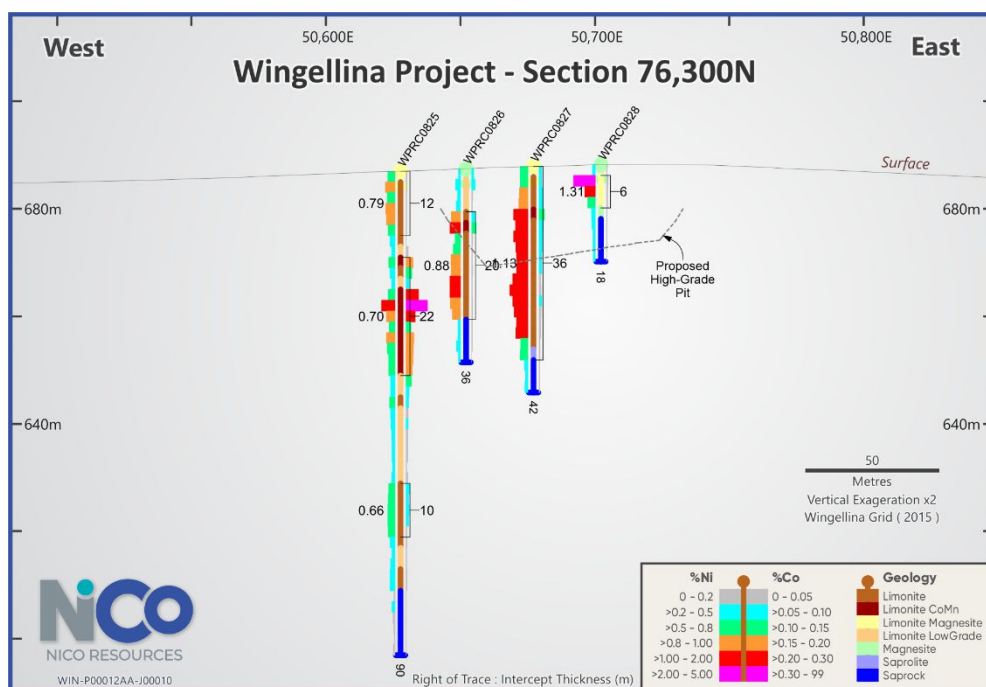 West
50,600E
50,700E
50,800E
East
Wingellina Project - Section 76,300N
WPRC0825
WPRC0826
WPRC0827
WPRC0828
Surface
680m
680m
0.79
12
1.31
6
0.88
20
1.13
36
18
Proposed
High-Grade
Pit
0.70
22
36
42
640m
640m
0.66
10
90
50
Metres
Vertical Exageration x2
Wingellina Grid ( 2015 )
NiCo
NICO RESOURCES
WIN-P00012AA-J00010
Right of Trace : Intercept Thickness (m)
%Ni %Co Geology
0 - 0.2 0 - 0.05 Limonite
>0.2 - 0.5 >0.05 - 0.10 Limonite CoMn
>0.5 - 0.8 >0.10 - 0.15 Limonite Magnesite
>0.8 - 1.00 >0.15 - 0.20 Limonite LowGrade
>1.00 - 2.00 >0.20 - 0.30 Magnesite
>2.00 - 5.00 >0.30 - 99 Saprolite
Saprock